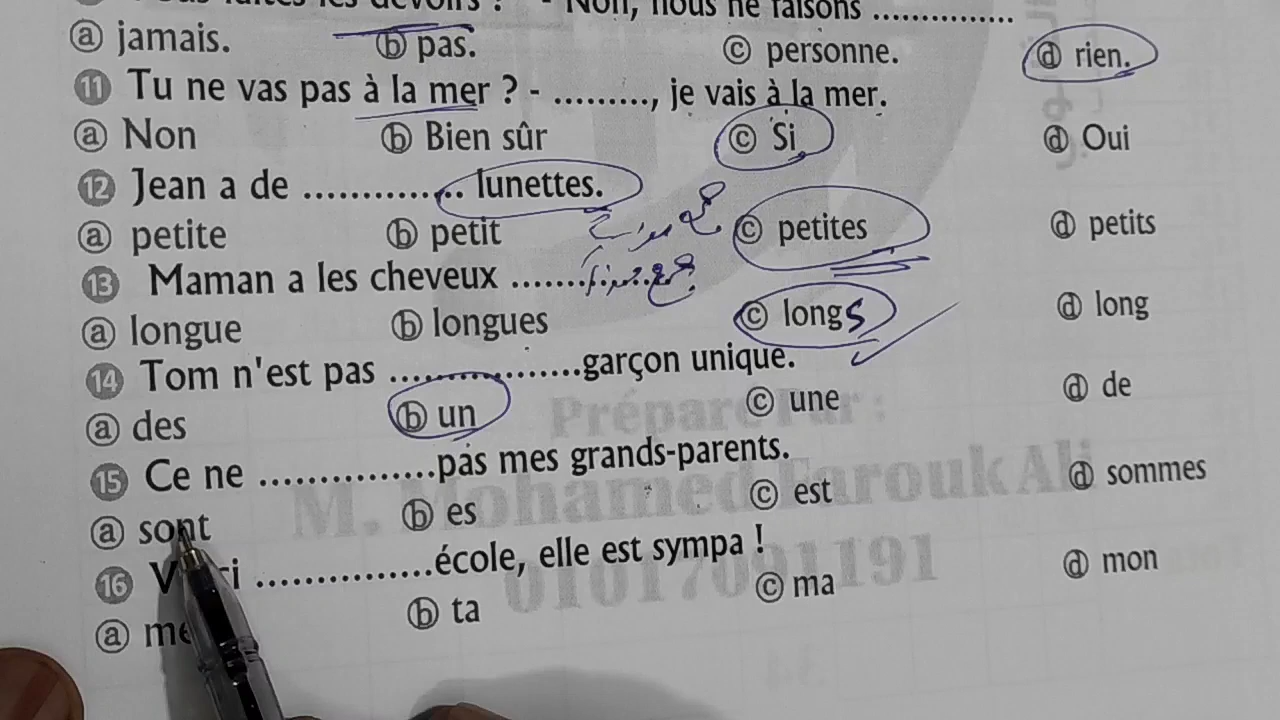 - Non, nous ne faisons ...............
ⓐ jamais. ⓑ pas. ⓒ personne. ⓓ rien.
11 Tu ne vas pas à la mer ? - ........., je vais à la mer.
ⓐ Non ⓑ Bien sûr ⓒ Si ⓓ Oui
12 Jean a de ............... lunettes.
ⓐ petite ⓑ petit ⓒ petites ⓓ petits
13 Maman a les cheveux ...............
ⓐ longue ⓑ longues ⓒ longs ⓓ long
14 Tom n'est pas .................garçon unique.
ⓐ des ⓑ un ⓒ une ⓓ de
Préparé Par :
15 Ce ne ...............pas mes grands-parents.
M. Mohamed Farouk Ali
ⓐ sont ⓑ es ⓒ est ⓓ sommes
16 ...............école, elle est sympa !
01017091191
ⓑ ta ⓒ ma ⓓ mon